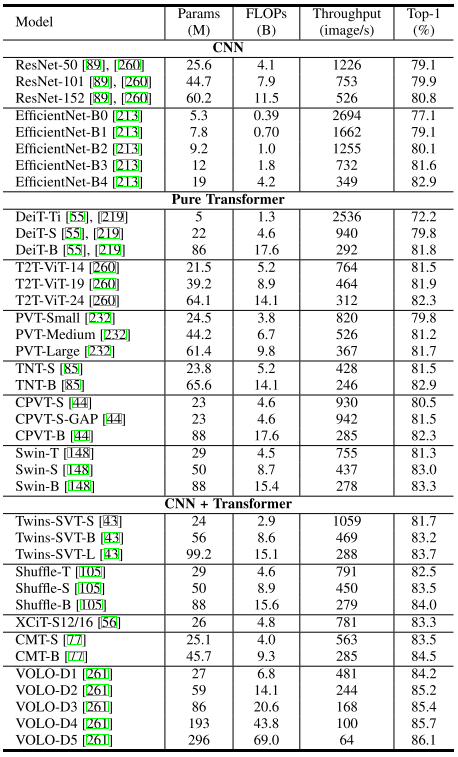 Model Params (M) FLOPs (B) Throughput (image/s) Top-1 (%)
CNN
ResNet-50 [89], [260] 25.6 4.1 1226 79.1
ResNet-101 [89], [260] 44.7 7.9 753 79.9
ResNet-152 [89], [260] 60.2 11.5 526 80.8
EfficientNet-B0 [213] 5.3 0.39 2694 77.1
EfficientNet-B1 [213] 7.8 0.70 1662 79.1
EfficientNet-B2 [213] 9.2 1.0 1255 80.1
EfficientNet-B3 [213] 12 1.8 732 81.6
EfficientNet-B4 [213] 19 4.2 349 82.9
Pure Transformer
DeiT-Ti [55], [219] 5 1.3 2536 72.2
DeiT-S [55], [219] 22 4.6 940 79.8
DeiT-B [55], [219] 86 17.6 292 81.8
T2T-ViT-14 [260] 21.5 5.2 764 81.5
T2T-ViT-19 [260] 39.2 8.9 464 81.9
T2T-ViT-24 [260] 64.1 14.1 312 82.3
PVT-Small [232] 24.5 3.8 820 79.8
PVT-Medium [232] 44.2 6.7 526 81.2
PVT-Large [232] 61.4 9.8 367 81.7
TNT-S [85] 23.8 5.2 428 81.5
TNT-B [85] 65.6 14.1 246 82.9
CPVT-S [44] 23 4.6 930 80.5
CPVT-S-GAP [44] 23 4.6 942 81.5
CPVT-B [44] 88 17.6 285 82.3
Swin-T [148] 29 4.5 755 81.3
Swin-S [148] 50 8.7 437 83.0
Swin-B [148] 88 15.4 278 83.3
CNN + Transformer
Twins-SVT-S [43] 24 2.9 1059 81.7
Twins-SVT-B [43] 56 8.6 469 83.2
Twins-SVT-L [43] 99.2 15.1 288 83.7
Shuffle-T [105] 29 4.6 791 82.5
Shuffle-S [105] 50 8.9 450 83.5
Shuffle-B [105] 88 15.6 279 84.0
XCiT-S12/16 [56] 26 4.8 781 83.3
CMT-S [77] 25.1 4.0 563 83.5
CMT-B [77] 45.7 9.3 285 84.5
VOLO-D1 [261] 27 6.8 481 84.2
VOLO-D2 [261] 59 14.1 244 85.2
VOLO-D3 [261] 86 20.6 168 85.4
VOLO-D4 [261] 193 43.8 100 85.7
VOLO-D5 [261] 296 69.0 64 86.1